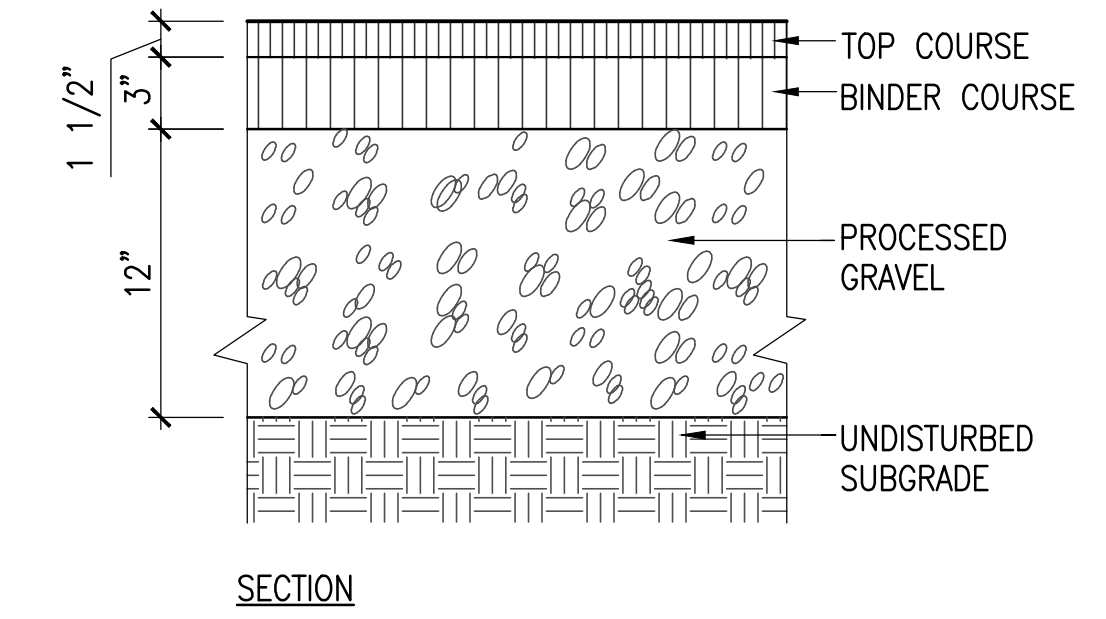 1 1/2”
3”
12”
TOP COURSE
BINDER COURSE
PROCESSED
GRAVEL
UNDISTURBED
SUBGRADE
SECTION